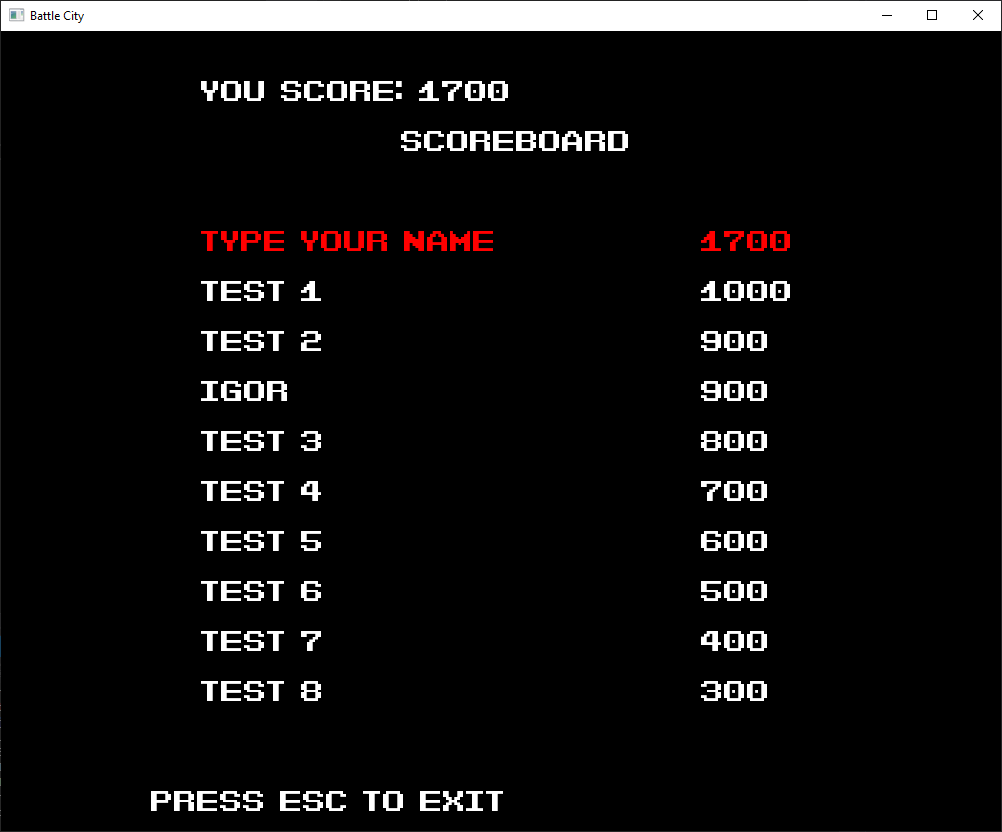 Battle City
YOU SCORE: 1700
SCOREBOARD
TYPE YOUR NAME 1700
TEST 1 1000
TEST 2 900
IGOR 900
TEST 3 800
TEST 4 700
TEST 5 600
TEST 6 500
TEST 7 400
TEST 8 300
PRESS ESC TO EXIT